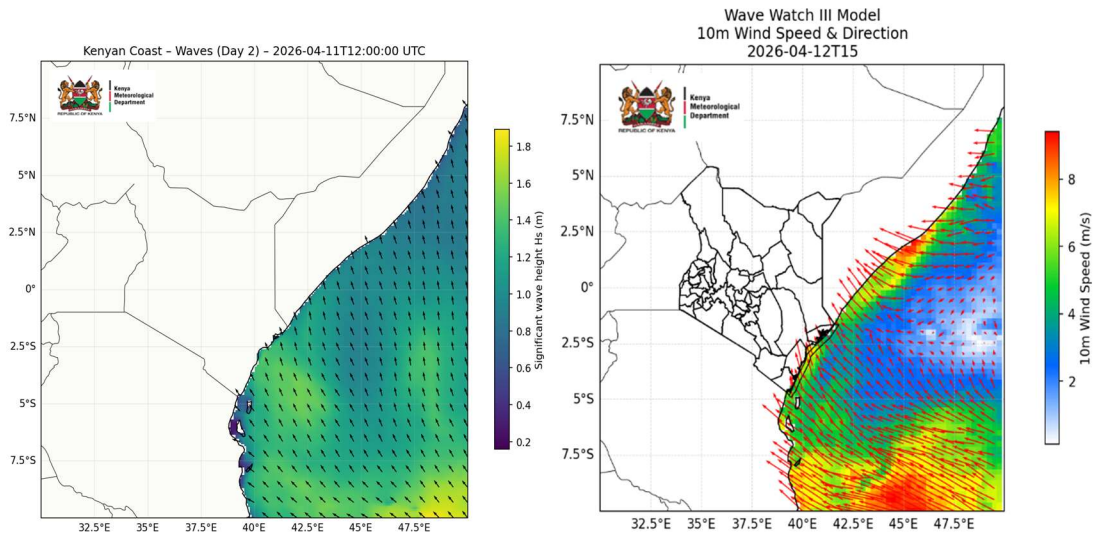 Kenyan Coast – Waves (Day 2) – 2026-04-11T12:00:00 UTC
Kenya
Meteorological
Department
REPUBLIC OF KENYA
7.5°N
5°N
2.5°N
0°
2.5°S
5°S
7.5°S
32.5°E 35°E 37.5°E 40°E 42.5°E 45°E 47.5°E
1.8
1.6
1.4
1.2
1.0
0.8
0.6
0.4
0.2
Significant wave height Hs (m)
Wave Watch III Model
10m Wind Speed & Direction
2026-04-12T15
Kenya
Meteorological
Department
REPUBLIC OF KENYA
7.5°N
5°N
2.5°N
0°
2.5°S
5°S
7.5°S
32.5°E 35°E 37.5°E 40°E 42.5°E 45°E 47.5°E
8
6
4
2
10m Wind Speed (m/s)